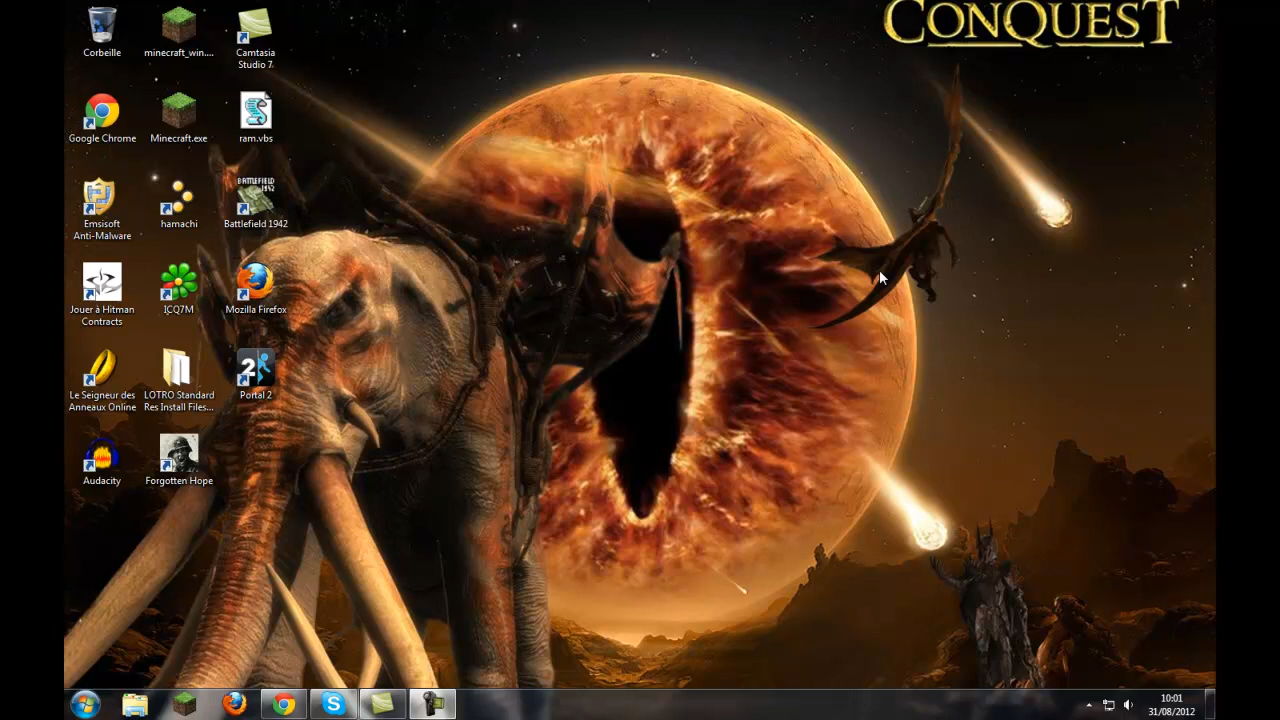 CONQUEST
Corbeille
minecraft_win....
Camtasia
Studio 7
Google Chrome
Minecraft.exe
ram.vbs
Emsisoft
Anti-Malware
hamachi
BATTLEFIELD
1942
Battlefield 1942
Jouer à Hitman
Contracts
ICQ7M
Mozilla Firefox
Le Seigneur des
Anneaux Online
LOTRO Standard
Res Install Files...
2
Portal 2
Audacity
Forgotten Hope
10:01
31/08/2012